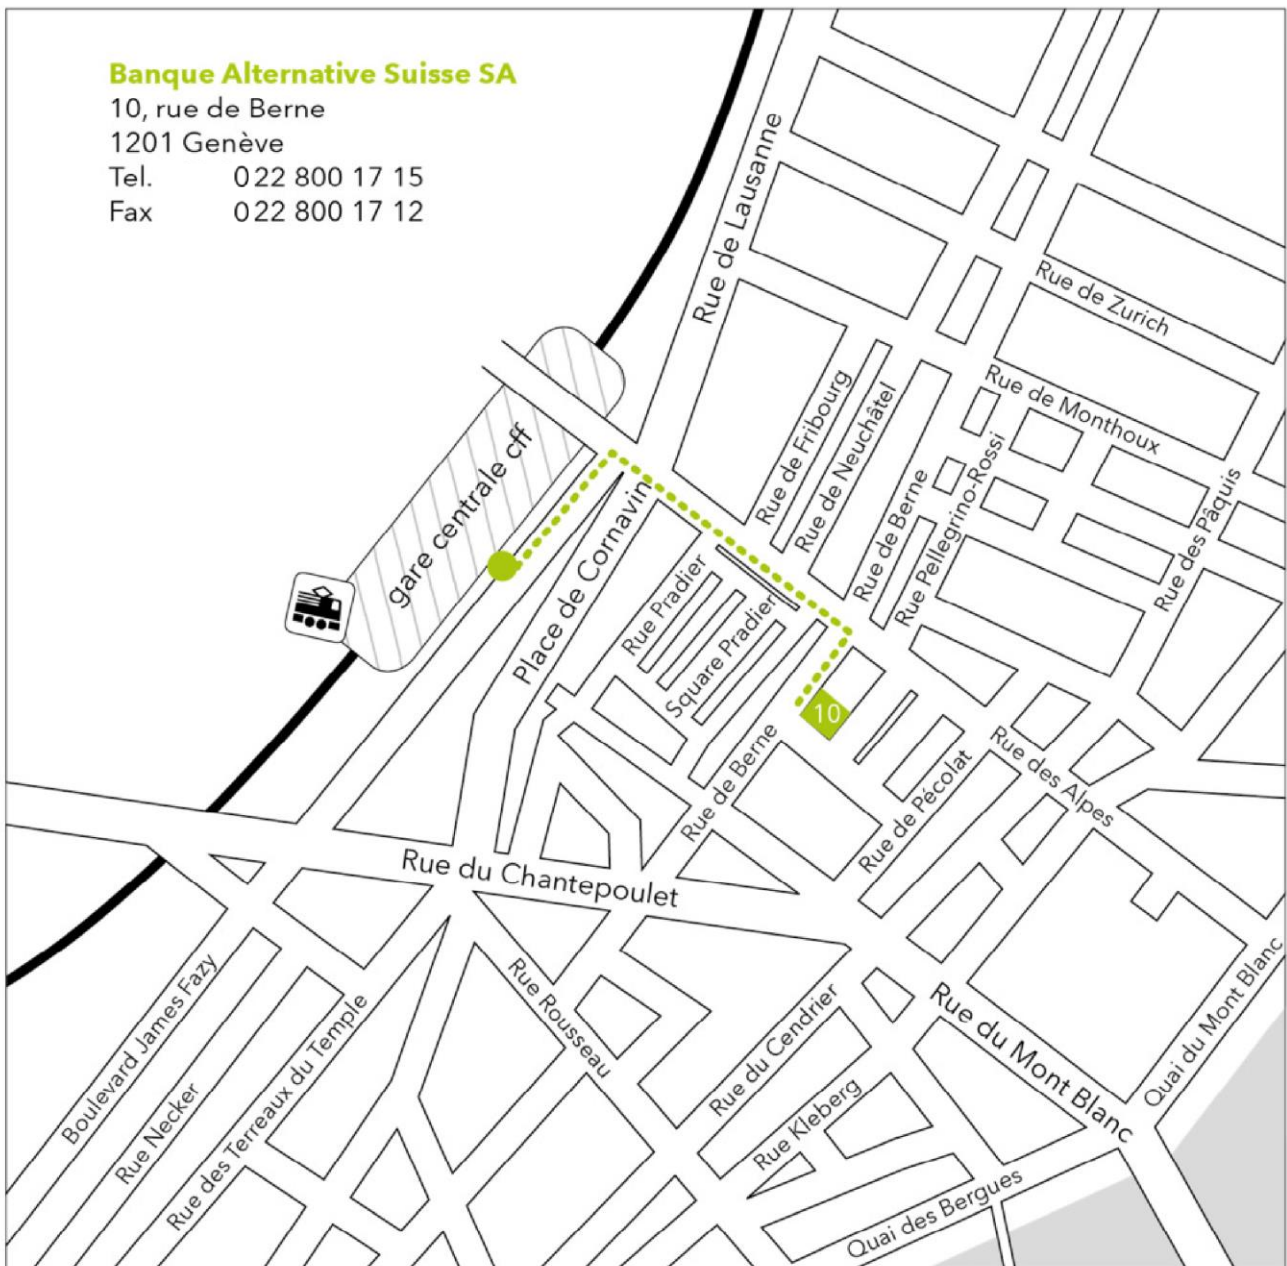 Banque Alternative Suisse SA
10, rue de Berne
1201 Genève
Tel. 022 800 17 15
Fax 022 800 17 12
Rue de Lausanne
Rue de Zurich
Rue de Monthoux
Rue de Fribourg
Rue de Neuchâtel
Rue de Berne
Rue Pellegrino-Rossi
Rue des Pâquis
gare centrale cff
Place de Cornavin
Rue Pradier
Square Pradier
10
Rue de Berne
Rue de Pécolat
Rue des Alpes
Rue du Chantepoulet
Boulevard James Fazy
Rue Necker
Rue des Terreaux du Temple
Rue Rousseau
Rue du Cendrier
Rue Kleberg
Rue du Mont Blanc
Quai du Mont Blanc
Quai des Bergues